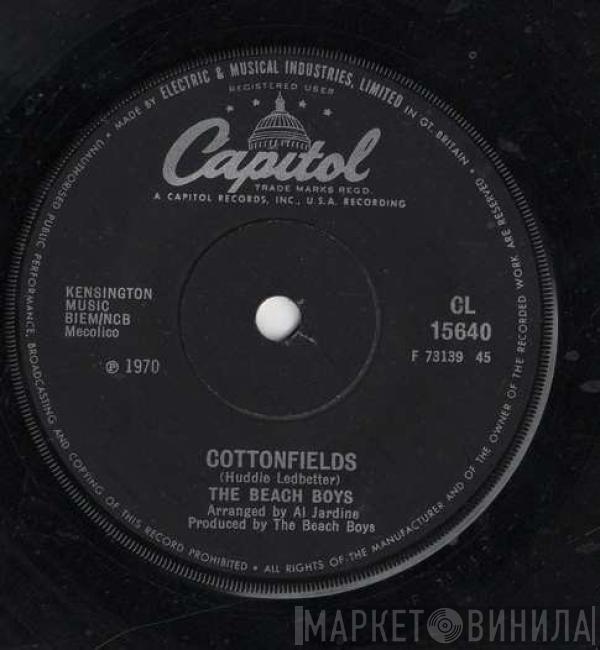 MADE BY ELECTRIC & MUSICAL INDUSTRIES, LIMITED IN GT. BRITAIN • ALL RIGHTS OF THE MANUFACTURER AND OF THE OWNER OF THE RECORDED WORK ARE RESERVED
UNAUTHORISED PUBLIC PERFORMANCE, BROADCASTING AND COPYING OF THIS RECORD PROHIBITED •
REGISTERED USER
Capitol
TRADE MARKS REGD.
A CAPITOL RECORDS, INC., U.S.A. RECORDING
KENSINGTON
MUSIC
BIEM/NCB
Mecolico
℗ 1970
CL
15640
F 73139 45
COTTONFIELDS
(Huddie Ledbetter)
THE BEACH BOYS
Arranged by Al Jardine
Produced by The Beach Boys
МАРКЕТ ВИНИЛА